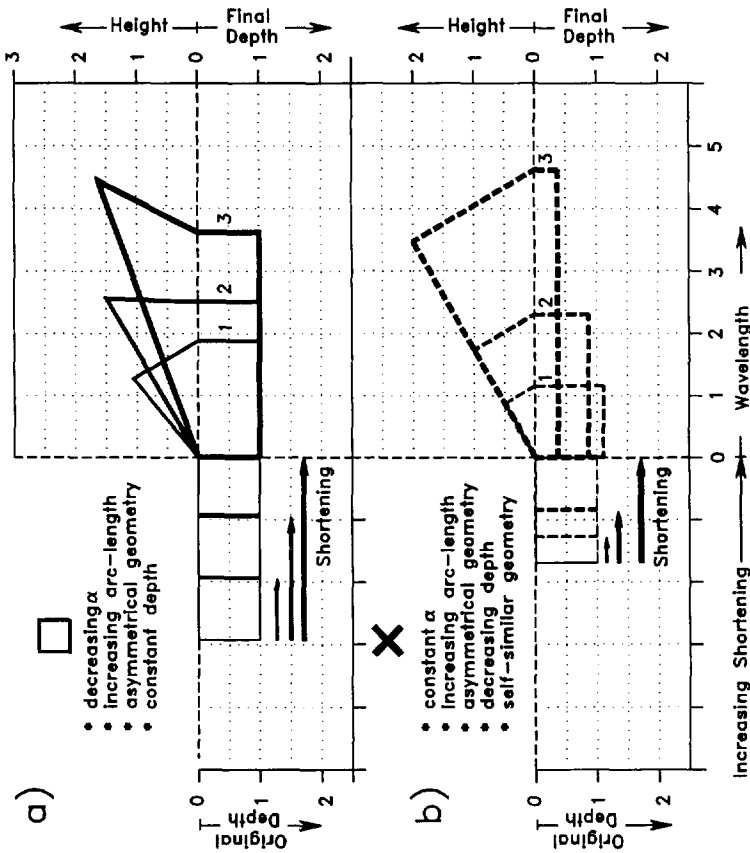 a)
• decreasing α
• increasing arc-length
• asymmetrical geometry
• constant depth
Shortening
Original
Depth
0
1
2
1
2
3
3
2
1
0
1
2
Height
Final
Depth
b)
• constant α
• increasing arc-length
• asymmetrical geometry
• decreasing depth
• self-similar geometry
Shortening
Original
Depth
0
1
2
1
2
3
2
1
0
1
2
Height
Final
Depth
0
1
2
3
4
5
Increasing Shortening
Wavelength